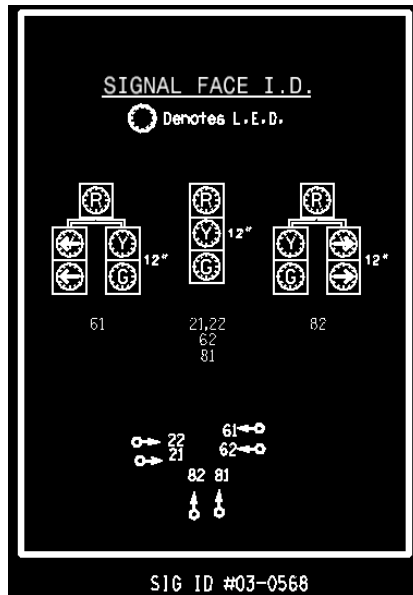 SIGNAL FACE I.D.
Denotes L.E.D.
R R R
Y Y Y
12" 12" 12"
G G G
61 21,22 82
62
81
22 61
21 62
82 81
SIG ID #03-0568